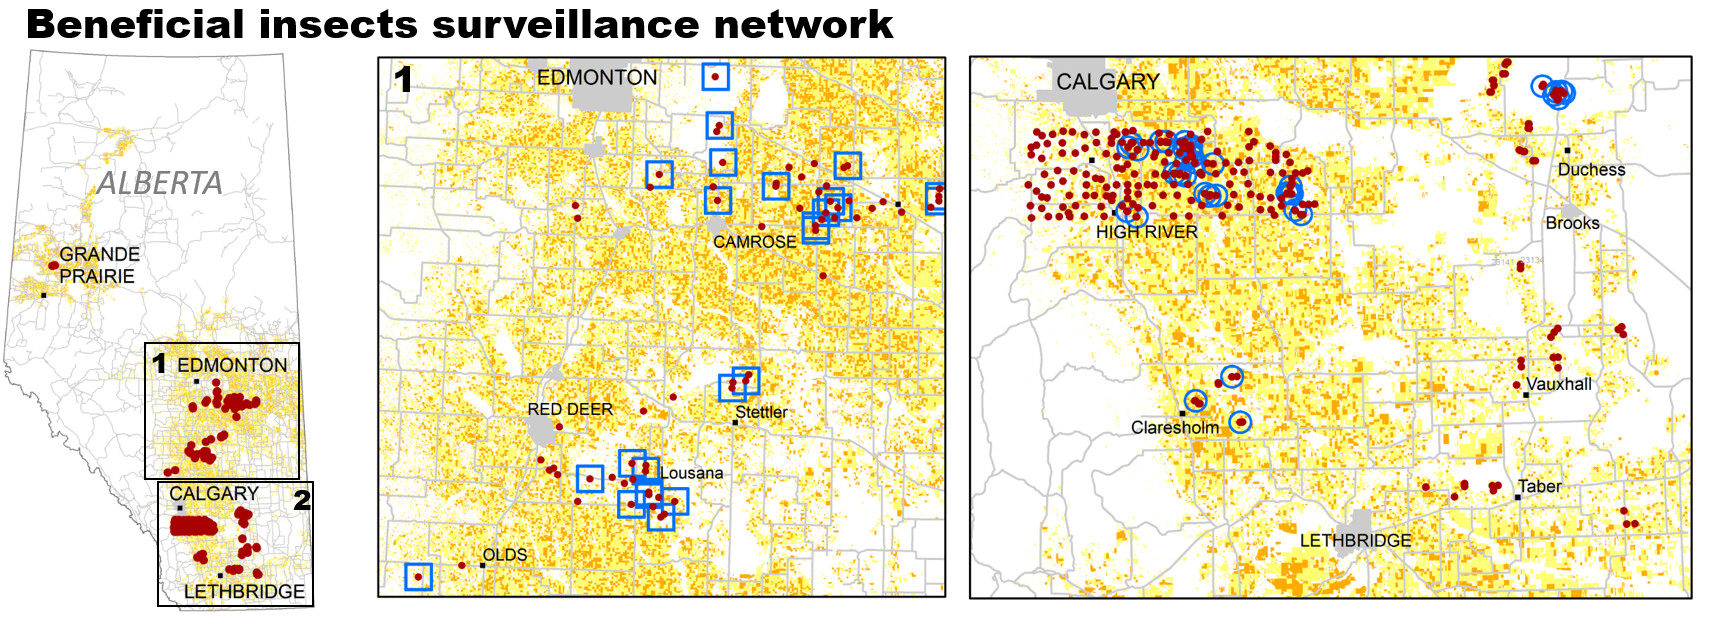 Beneficial insects surveillance network
ALBERTA
GRANDE
PRAIRIE
1 EDMONTON
CALGARY
2
LETHBRIDGE
1
EDMONTON
CAMROSE
RED DEER
Stettler
Lousana
OLDS
CALGARY
Duchess
Brooks
HIGH RIVER
Vauxhall
Claresholm
Taber
LETHBRIDGE